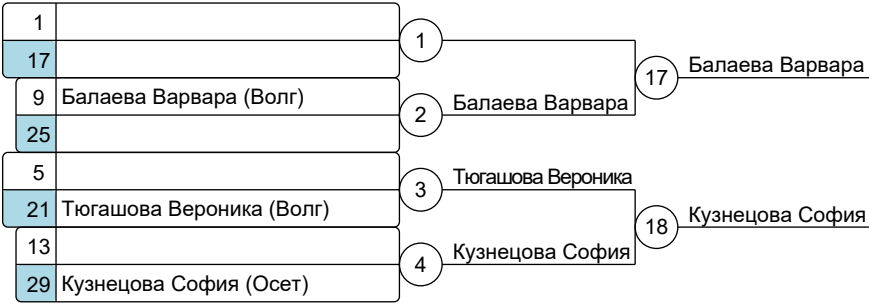 1
17
1
9 Балаева Варвара (Волг)
25
2
Балаева Варвара
17
Балаева Варвара
5
21 Тюгашова Вероника (Волг)
3
Тюгашова Вероника
13
29 Кузнецова София (Осет)
4
Кузнецова София
18
Кузнецова София